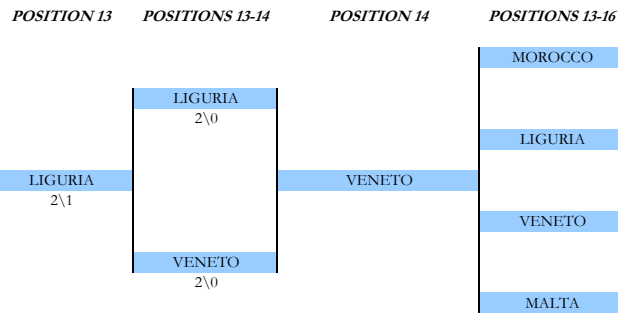 POSITION 13 POSITIONS 13-14 POSITION 14 POSITIONS 13-16
MOROCCO
LIGURIA
2\0
LIGURIA
LIGURIA VENETO
2\1
VENETO
VENETO
2\0
MALTA